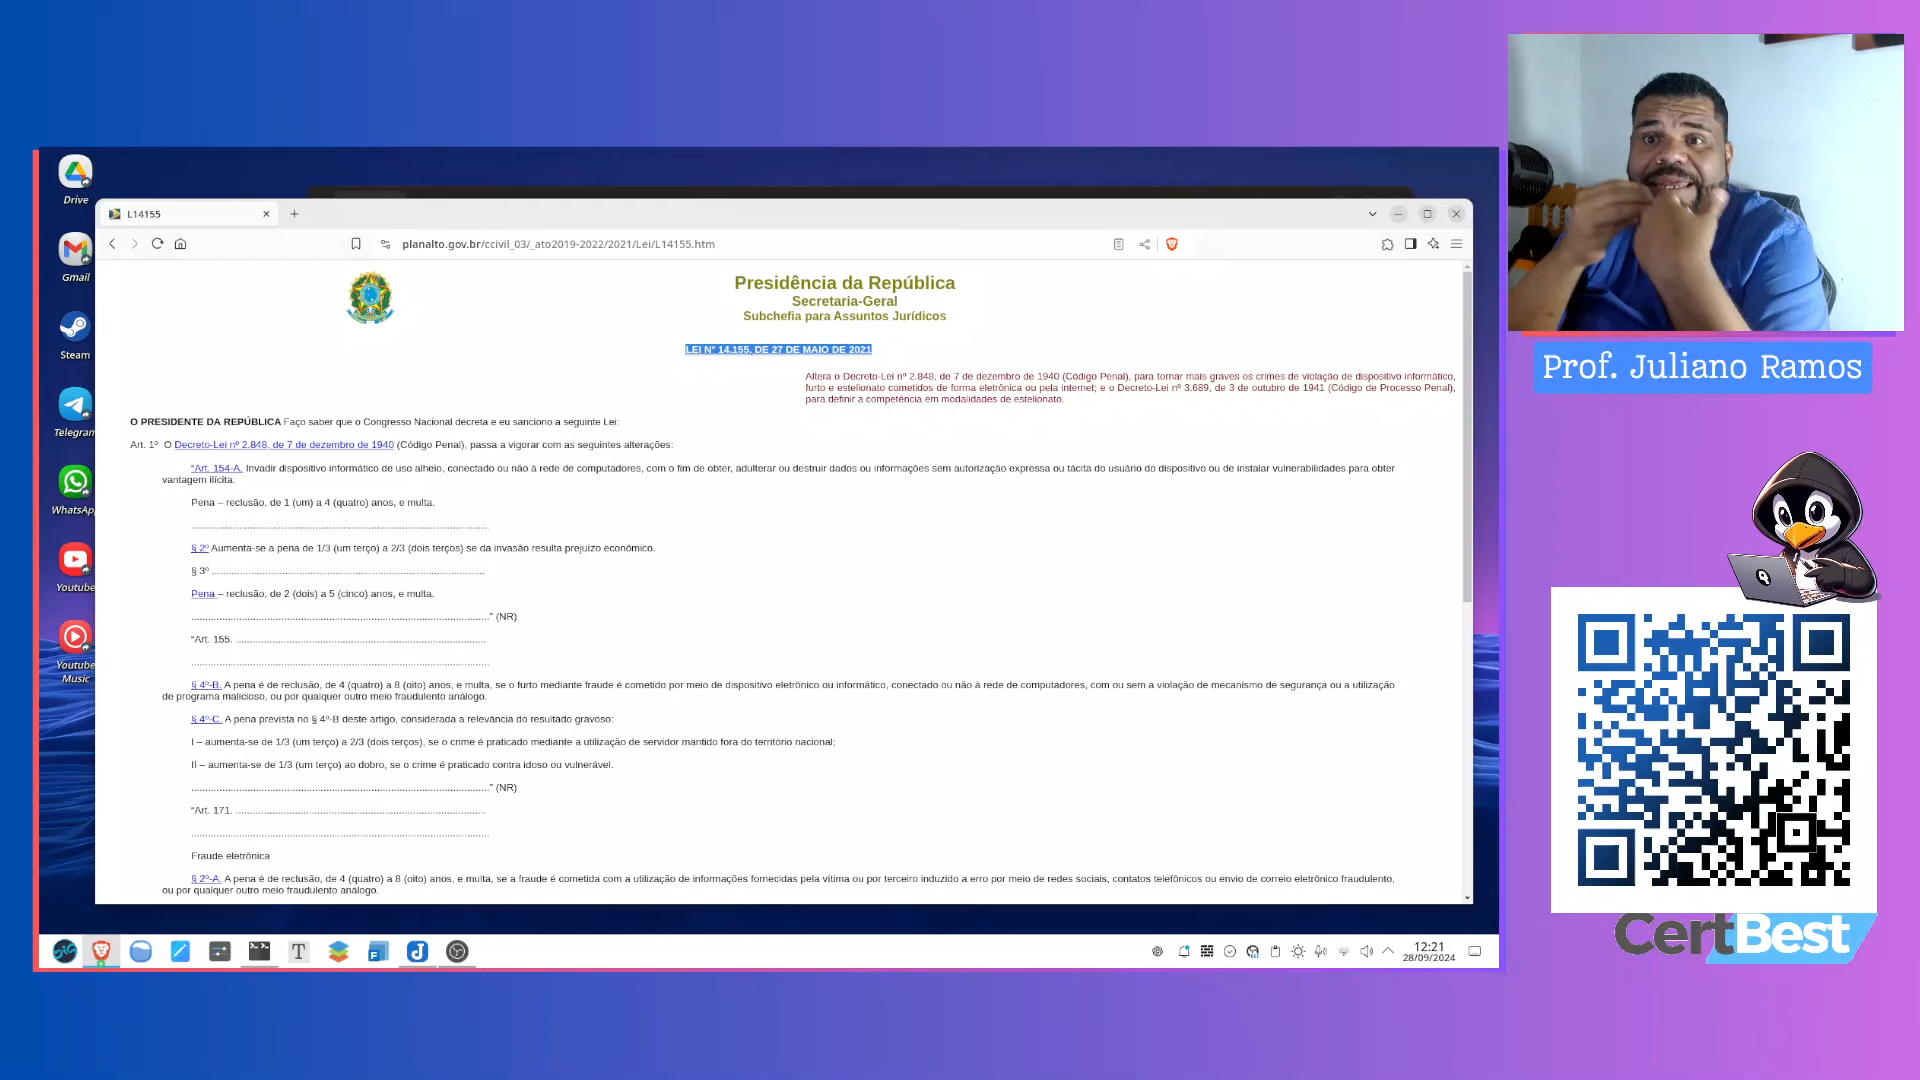 Drive
Gmail
Steam
Telegram
WhatsApp
Youtube
Youtube
Music
L14155
planalto.gov.br/ccivil_03/_ato2019-2022/2021/Lei/L14155.htm
Presidência da República
Secretaria-Geral
Subchefia para Assuntos Jurídicos
LEI Nº 14.155, DE 27 DE MAIO DE 2021
Altera o Decreto-Lei nº 2.848, de 7 de dezembro de 1940 (Código Penal), para tornar mais graves os crimes de violação de dispositivo informático,
furto e estelionato cometidos de forma eletrônica ou pela internet; e o Decreto-Lei nº 3.689, de 3 de outubro de 1941 (Código de Processo Penal),
para definir a competência em modalidades de estelionato.
O PRESIDENTE DA REPÚBLICA Faço saber que o Congresso Nacional decreta e eu sanciono a seguinte Lei:
Art. 1º O Decreto-Lei nº 2.848, de 7 de dezembro de 1940 (Código Penal), passa a vigorar com as seguintes alterações:
“Art. 154-A. Invadir dispositivo informático de uso alheio, conectado ou não à rede de computadores, com o fim de obter, adulterar ou destruir dados ou informações sem autorização expressa ou tácita do usuário do dispositivo ou de instalar vulnerabilidades para obter
vantagem ilícita:
Pena – reclusão, de 1 (um) a 4 (quatro) anos, e multa.
....................................................................................................
§ 2º Aumenta-se a pena de 1/3 (um terço) a 2/3 (dois terços) se da invasão resulta prejuízo econômico.
§ 3º ............................................................................................
Pena – reclusão, de 2 (dois) a 5 (cinco) anos, e multa.
....................................................................................................” (NR)
“Art. 155. .....................................................................................
....................................................................................................
§ 4º-B. A pena é de reclusão, de 4 (quatro) a 8 (oito) anos, e multa, se o furto mediante fraude é cometido por meio de dispositivo eletrônico ou informático, conectado ou não à rede de computadores, com ou sem a violação de mecanismo de segurança ou a utilização
de programa malicioso, ou por qualquer outro meio fraudulento análogo.
§ 4º-C. A pena prevista no § 4º-B deste artigo, considerada a relevância do resultado gravoso:
I – aumenta-se de 1/3 (um terço) a 2/3 (dois terços), se o crime é praticado mediante a utilização de servidor mantido fora do território nacional;
II – aumenta-se de 1/3 (um terço) ao dobro, se o crime é praticado contra idoso ou vulnerável.
....................................................................................................” (NR)
“Art. 171. .....................................................................................
....................................................................................................
Fraude eletrônica
§ 2º-A. A pena é de reclusão, de 4 (quatro) a 8 (oito) anos, e multa, se a fraude é cometida com a utilização de informações fornecidas pela vítima ou por terceiro induzido a erro por meio de redes sociais, contatos telefônicos ou envio de correio eletrônico fraudulento,
ou por qualquer outro meio fraudulento análogo.
12:21
28/09/2024
Prof. Juliano Ramos
CertBest